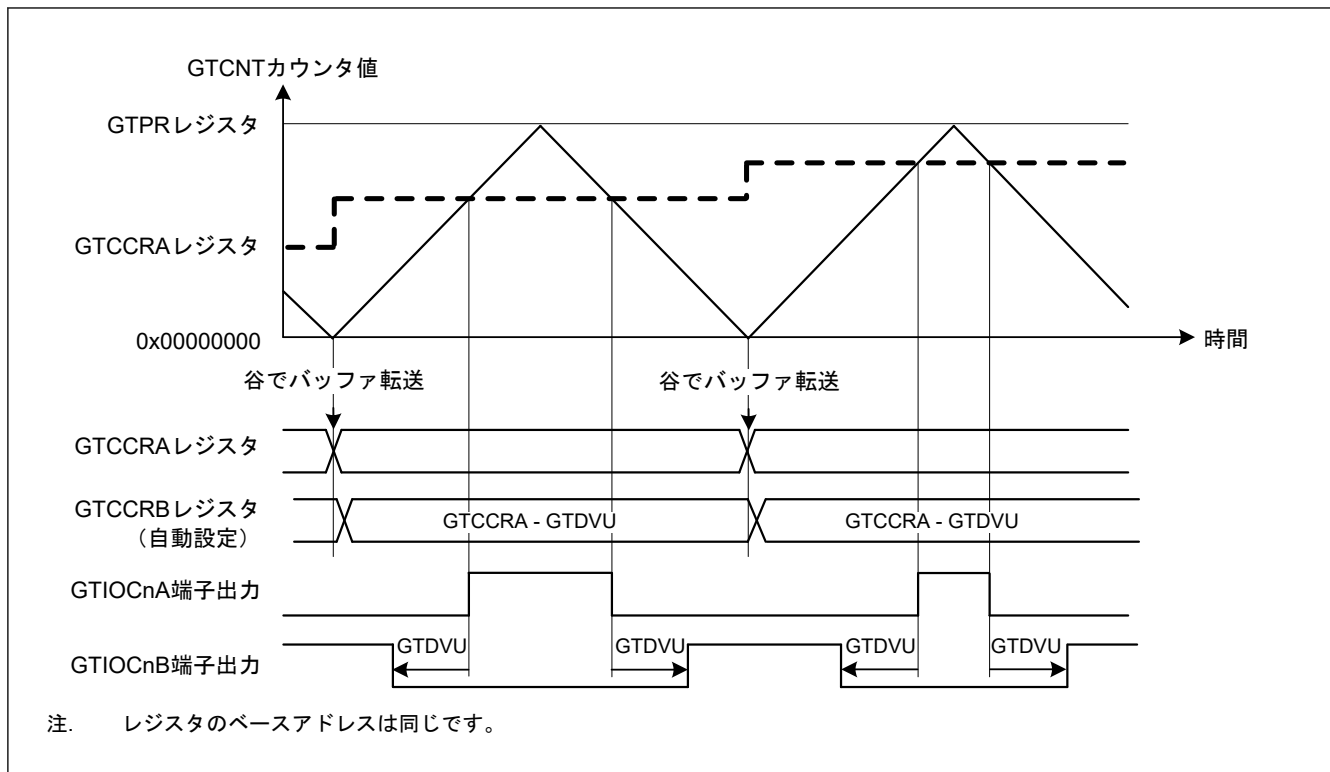 GTCNTカウンタ値
GTPRレジスタ
GTCCRAレジスタ
0x00000000
時間
谷でバッファ転送
谷でバッファ転送
GTCCRAレジスタ
GTCCRBレジスタ
（自動設定）
GTCCRA - GTDVU
GTCCRA - GTDVU
GTIOCnA端子出力
GTIOCnB端子出力
GTDVU
GTDVU
GTDVU
GTDVU
注. レジスタのベースアドレスは同じです。